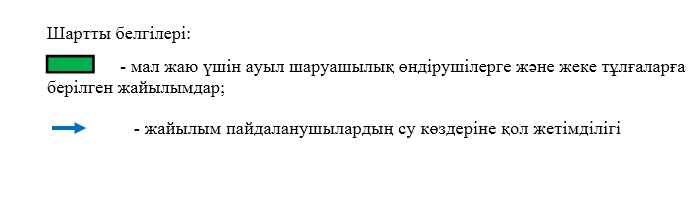 Шартты белгілері:
- мал жаю үшін ауыл шаруашылық өндірушілерге және жеке тұлғаларға
берілген жайылымдар;
- жайылым пайдаланушылардың су көздеріне қол жетімділігі